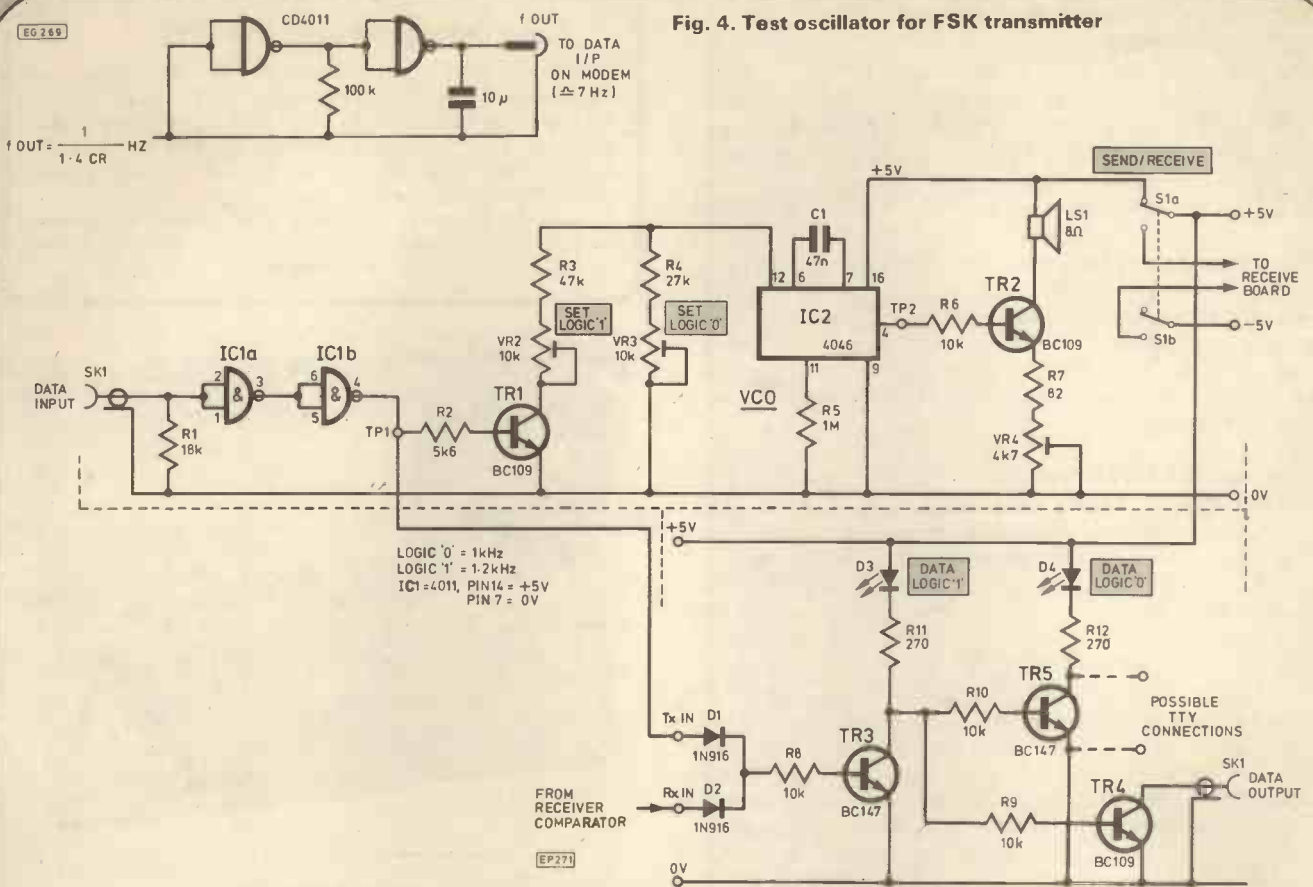 EG 269
CD4011
f OUT
Fig. 4. Test oscillator for FSK transmitter
TO DATA
I/P
ON MODEM
(≏ 7 Hz)
100 k
10 µ
f OUT = 1 / 1·4 CR HZ
SEND/RECEIVE
+5V
S1a
+5V
LS1
8Ω
C1
47n
TO
RECEIVE
BOARD
R3
47k
R4
27k
12
6
7
16
TR2
IC2
TP2
R6
4
10k
4046
BC109
S1b
−5V
SET
LOGIC '1'
SET
LOGIC '0'
VR2
10k
VR3
10k
11
9
R7
82
IC1a
IC1b
SK1
DATA
INPUT
2
&
3
1
6
&
4
5
TR1
VCO
R5
1M
VR4
4k7
R1
18k
TP1
R2
5k6
BC109
0V
+5V
LOGIC '0' = 1kHz
LOGIC '1' = 1·2kHz
IC1 = 4011, PIN 14 = +5V
PIN 7 = 0V
D3
DATA
LOGIC '1'
D4
DATA
LOGIC '0'
R11
270
R12
270
TR5
R10
10k
POSSIBLE
TTY
CONNECTIONS
BC147
Tx IN
D1
1N916
TR3
R8
10k
BC147
TR4
SK1
DATA
OUTPUT
FROM
RECEIVER
COMPARATOR
Rx IN
D2
1N916
R9
10k
BC109
EP271
0V